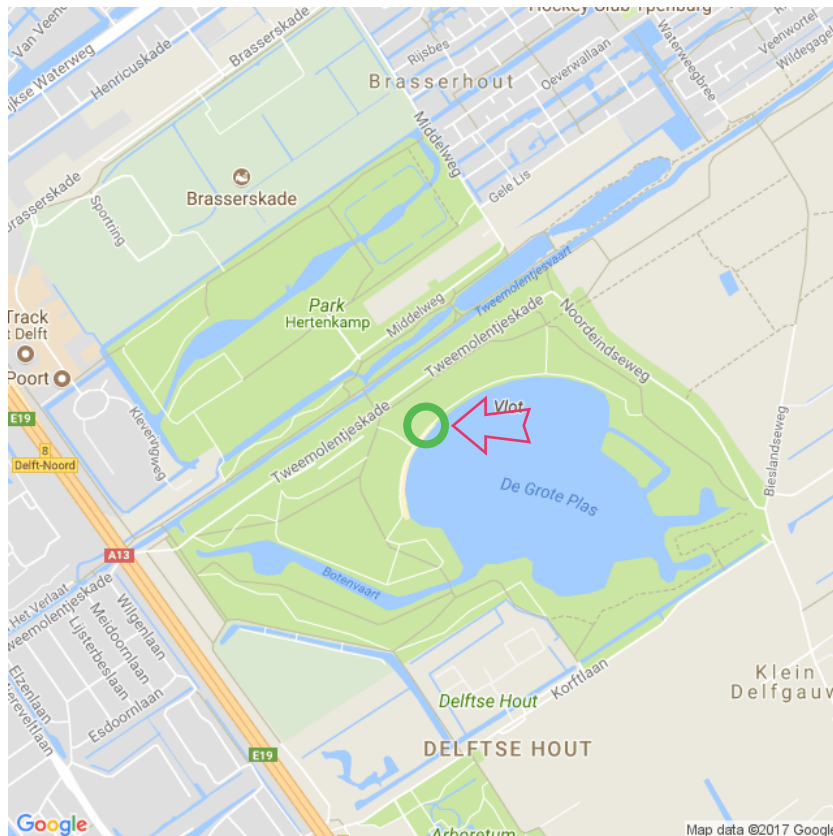 Hockey Club Ypenburg
Van Veen
Rijbes
Brasserskade
Oeverwallaan
Waterweegbree
Veenwortel
Wildegagel
Henricuskade
Brasserhout
Middelweg
Gele Lis
Brasserskade
Brasserskade
Sportring
Park
Hertenkamp
Middelweg
Tweemolentjesvaart
Track
t Delft
Poort
Tweemolentjeskade
Noordeindseweg
Kleveringweg
E19
8
Delft-Noord
Tweemolentjeskade
Vlot
De Grote Plas
Bieslandseweg
A13
Botenvaart
Het Verlaat
Tweemolentjeskade
Wilgenlaan
Meidoornlaan
Lijsterbeslaan
Esdoornlaan
Elzenlaan
Korftlaan
Klein
Delfgauw
Delftse Hout
DELFTSE HOUT
E19
Google
Arboretum
Map data ©2017 Google